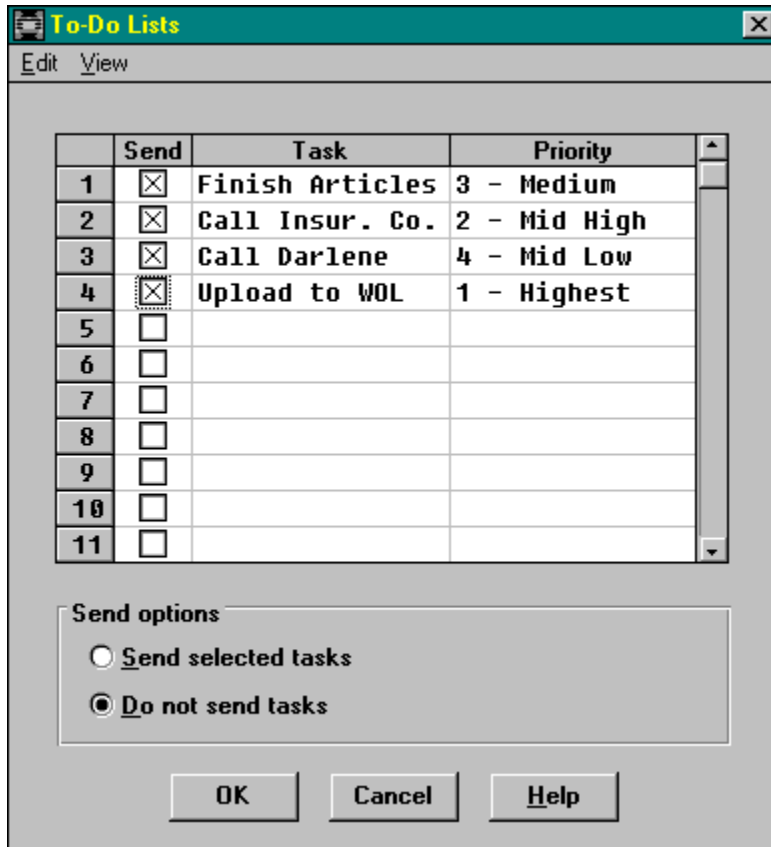 To-Do Lists
Edit View
Send Task Priority
1 Finish Articles 3 - Medium
2 Call Insur. Co. 2 - Mid High
3 Call Darlene 4 - Mid Low
4 Upload to WOL 1 - Highest
5
6
7
8
9
10
11
Send options
Send selected tasks
Do not send tasks
OK Cancel Help